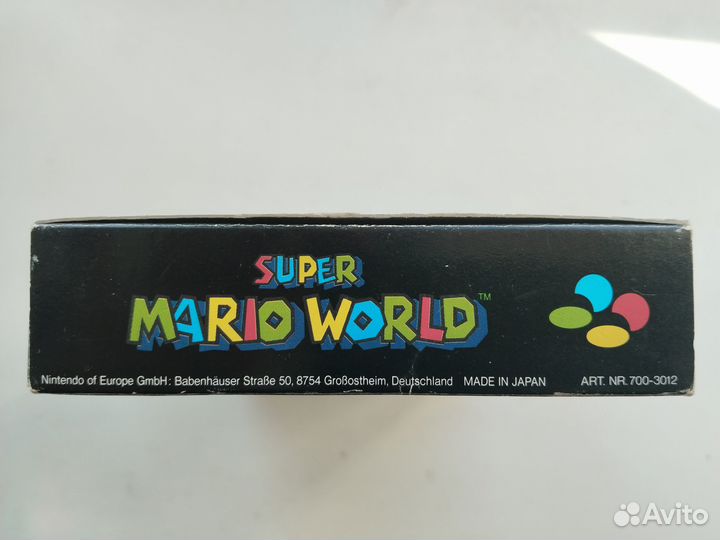 SUPER
MARIO WORLD™
Nintendo of Europe GmbH: Babenhäuser Straße 50, 8754 Großostheim, Deutschland MADE IN JAPAN ART. NR. 700-3012
Avito